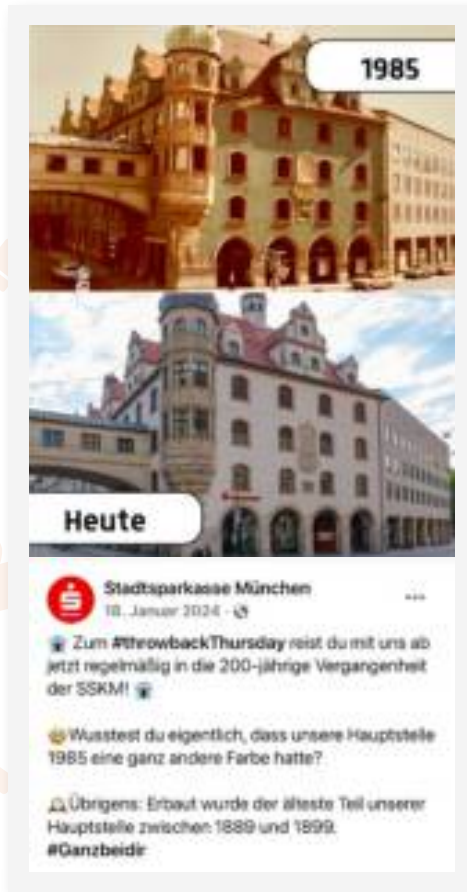 1985
Heute
Stadtsparkasse München
18. Januar 2024 ·
Zum #throwbackThursday reist du mit uns ab
jetzt regelmäßig in die 200-jährige Vergangenheit
der SSKM!
Wusstest du eigentlich, dass unsere Hauptstelle
1985 eine ganz andere Farbe hatte?
Übrigens: Erbaut wurde der älteste Teil unserer
Hauptstelle zwischen 1889 und 1899.
#Ganzbeidir